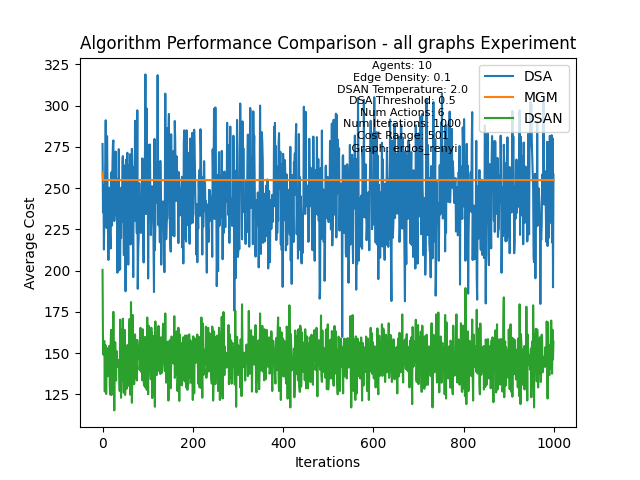 Algorithm Performance Comparison - all graphs Experiment
Agents: 10
Edge Density: 0.1
DSAN Temperature: 2.0
DSA Threshold: 0.5
Num Actions: 6
Num Iterations: 1000
Cost Range: 501
Graph: erdos_renyi
DSA
MGM
DSAN
Average Cost
325
300
275
250
225
200
175
150
125
0 200 400 600 800 1000
Iterations